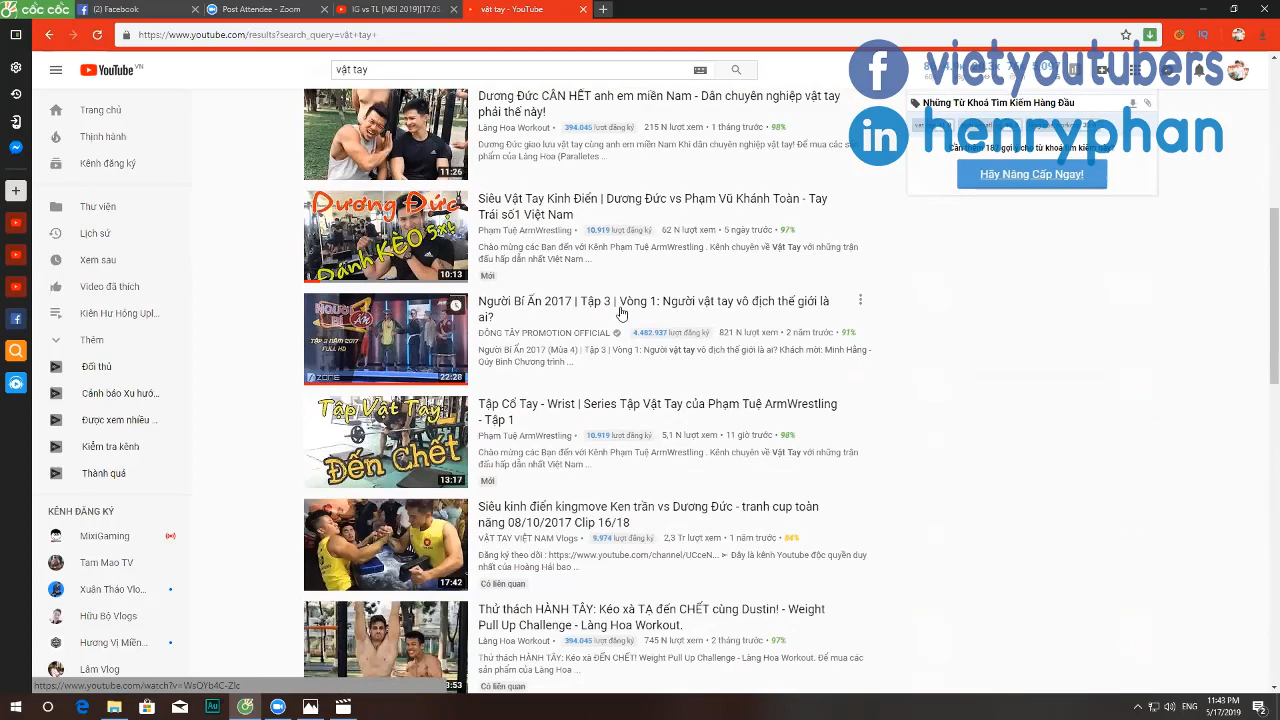 (5) Facebook
Post Attendee - Zoom
IG vs TL [MSI 2019][05.
vật tay
https://www.youtube.com/results?search_query=vật+tay+
YouTube VN
vật tay
vietyoutubers
henryphan
Những Từ Khoá Tìm Kiếm Hàng Đầu
Hãy Nâng Cấp Ngay!
Trang chủ
Thịnh hành
Kênh đăng ký
Thư viện
Lịch sử
Xem sau
Video đã thích
Kiên Hư Hỏng Upl...
Thêm
Đối thủ
Cánh báo Xu hướ...
Được xem nhiều ...
Kiểm tra kênh
Thành quả
KÊNH ĐĂNG KÝ
MixiGaming
Tam Mao TV
Xuân Thảo Vlo...
Hữu Bộ Vlogs
Hương Vị Miền...
Lâm Vlog
https://www.youtube.com/watch?v=WsOYb4C-Zlc
Dương Đức CÂN HẾT anh em miền Nam - Dân chuyên nghiệp vật tay
phải thế này!
Làng Hoa Workout • 394.045 lượt đăng ký 215 N lượt xem • 1 tháng trước • 98%
Dương Đức giao lưu vật tay cùng anh em miền Nam Khi dân chuyên nghiệp vật tay! Để mua các sản
phẩm của Làng Hoa (Paralletes ...
11:26
Dương Đức
Đánh KÈO 5x1
10:13
Siêu Vật Tay Kinh Điển | Dương Đức vs Phạm Vũ Khánh Toàn - Tay
Trái số1 Việt Nam
Phạm Tuệ ArmWrestling • 10.919 lượt đăng ký 62 N lượt xem • 5 ngày trước • 97%
Chào mừng các Bạn đến với Kênh Phạm Tuệ ArmWrestling . Kênh chuyên về Vật Tay với những trận
đấu hấp dẫn nhất Việt Nam ...
Mới
NGƯỜI BÍ ẨN
TẬP 3 NĂM 2017
FULL HD
7ZONE
22:28
Người Bí Ẩn 2017 | Tập 3 | Vòng 1: Người vật tay vô địch thế giới là
ai?
ĐÔNG TÂY PROMOTION OFFICIAL 4.482.937 lượt đăng ký 821 N lượt xem • 2 năm trước • 91%
Người Bí Ẩn 2017 (Mùa 4) | Tập 3 | Vòng 1: Người vật tay vô địch thế giới là ai? Khách mời: Minh Hằng -
Qúy Bình Chương trình ...
Tập Vật Tay
Đến Chết
13:17
Tập Cổ Tay - Wrist | Series Tập Vật Tay của Phạm Tuệ ArmWrestling
- Tập 1
Phạm Tuệ ArmWrestling • 10.919 lượt đăng ký 5,1 N lượt xem • 11 giờ trước • 98%
Chào mừng các Bạn đến với Kênh Phạm Tuệ ArmWrestling . Kênh chuyên về Vật Tay với những trận
đấu hấp dẫn nhất Việt Nam ...
Mới
17:42
Siêu kinh điển kingmove Ken trần vs Dương Đức - tranh cup toàn
năng 08/10/2017 Clip 16/18
VẬT TAY VIỆT NAM Vlogs • 9.974 lượt đăng ký 2,3 Tr lượt xem • 1 năm trước • 84%
Đăng ký theo dõi : https://www.youtube.com/channel/UCceN... ➢ Đây là kênh Youtube độc quyền duy
nhất của Hoàng Hải bao ...
Có liên quan
Thử thách HÀNH TÂY: Kéo xà TẠ đến CHẾT cùng Dustin! - Weight
Pull Up Challenge - Làng Hoa Workout.
Làng Hoa Workout • 394.045 lượt đăng ký 745 N lượt xem • 2 tháng trước • 97%
Thử thách HÀNH TÂY: Kéo xà ĐẾN CHẾT! Weight Pull Up Challenge - Làng Hoa Workout. Để mua các
sản phẩm của Làng Hoa ...
Có liên quan
11:43 PM
5/27/2019